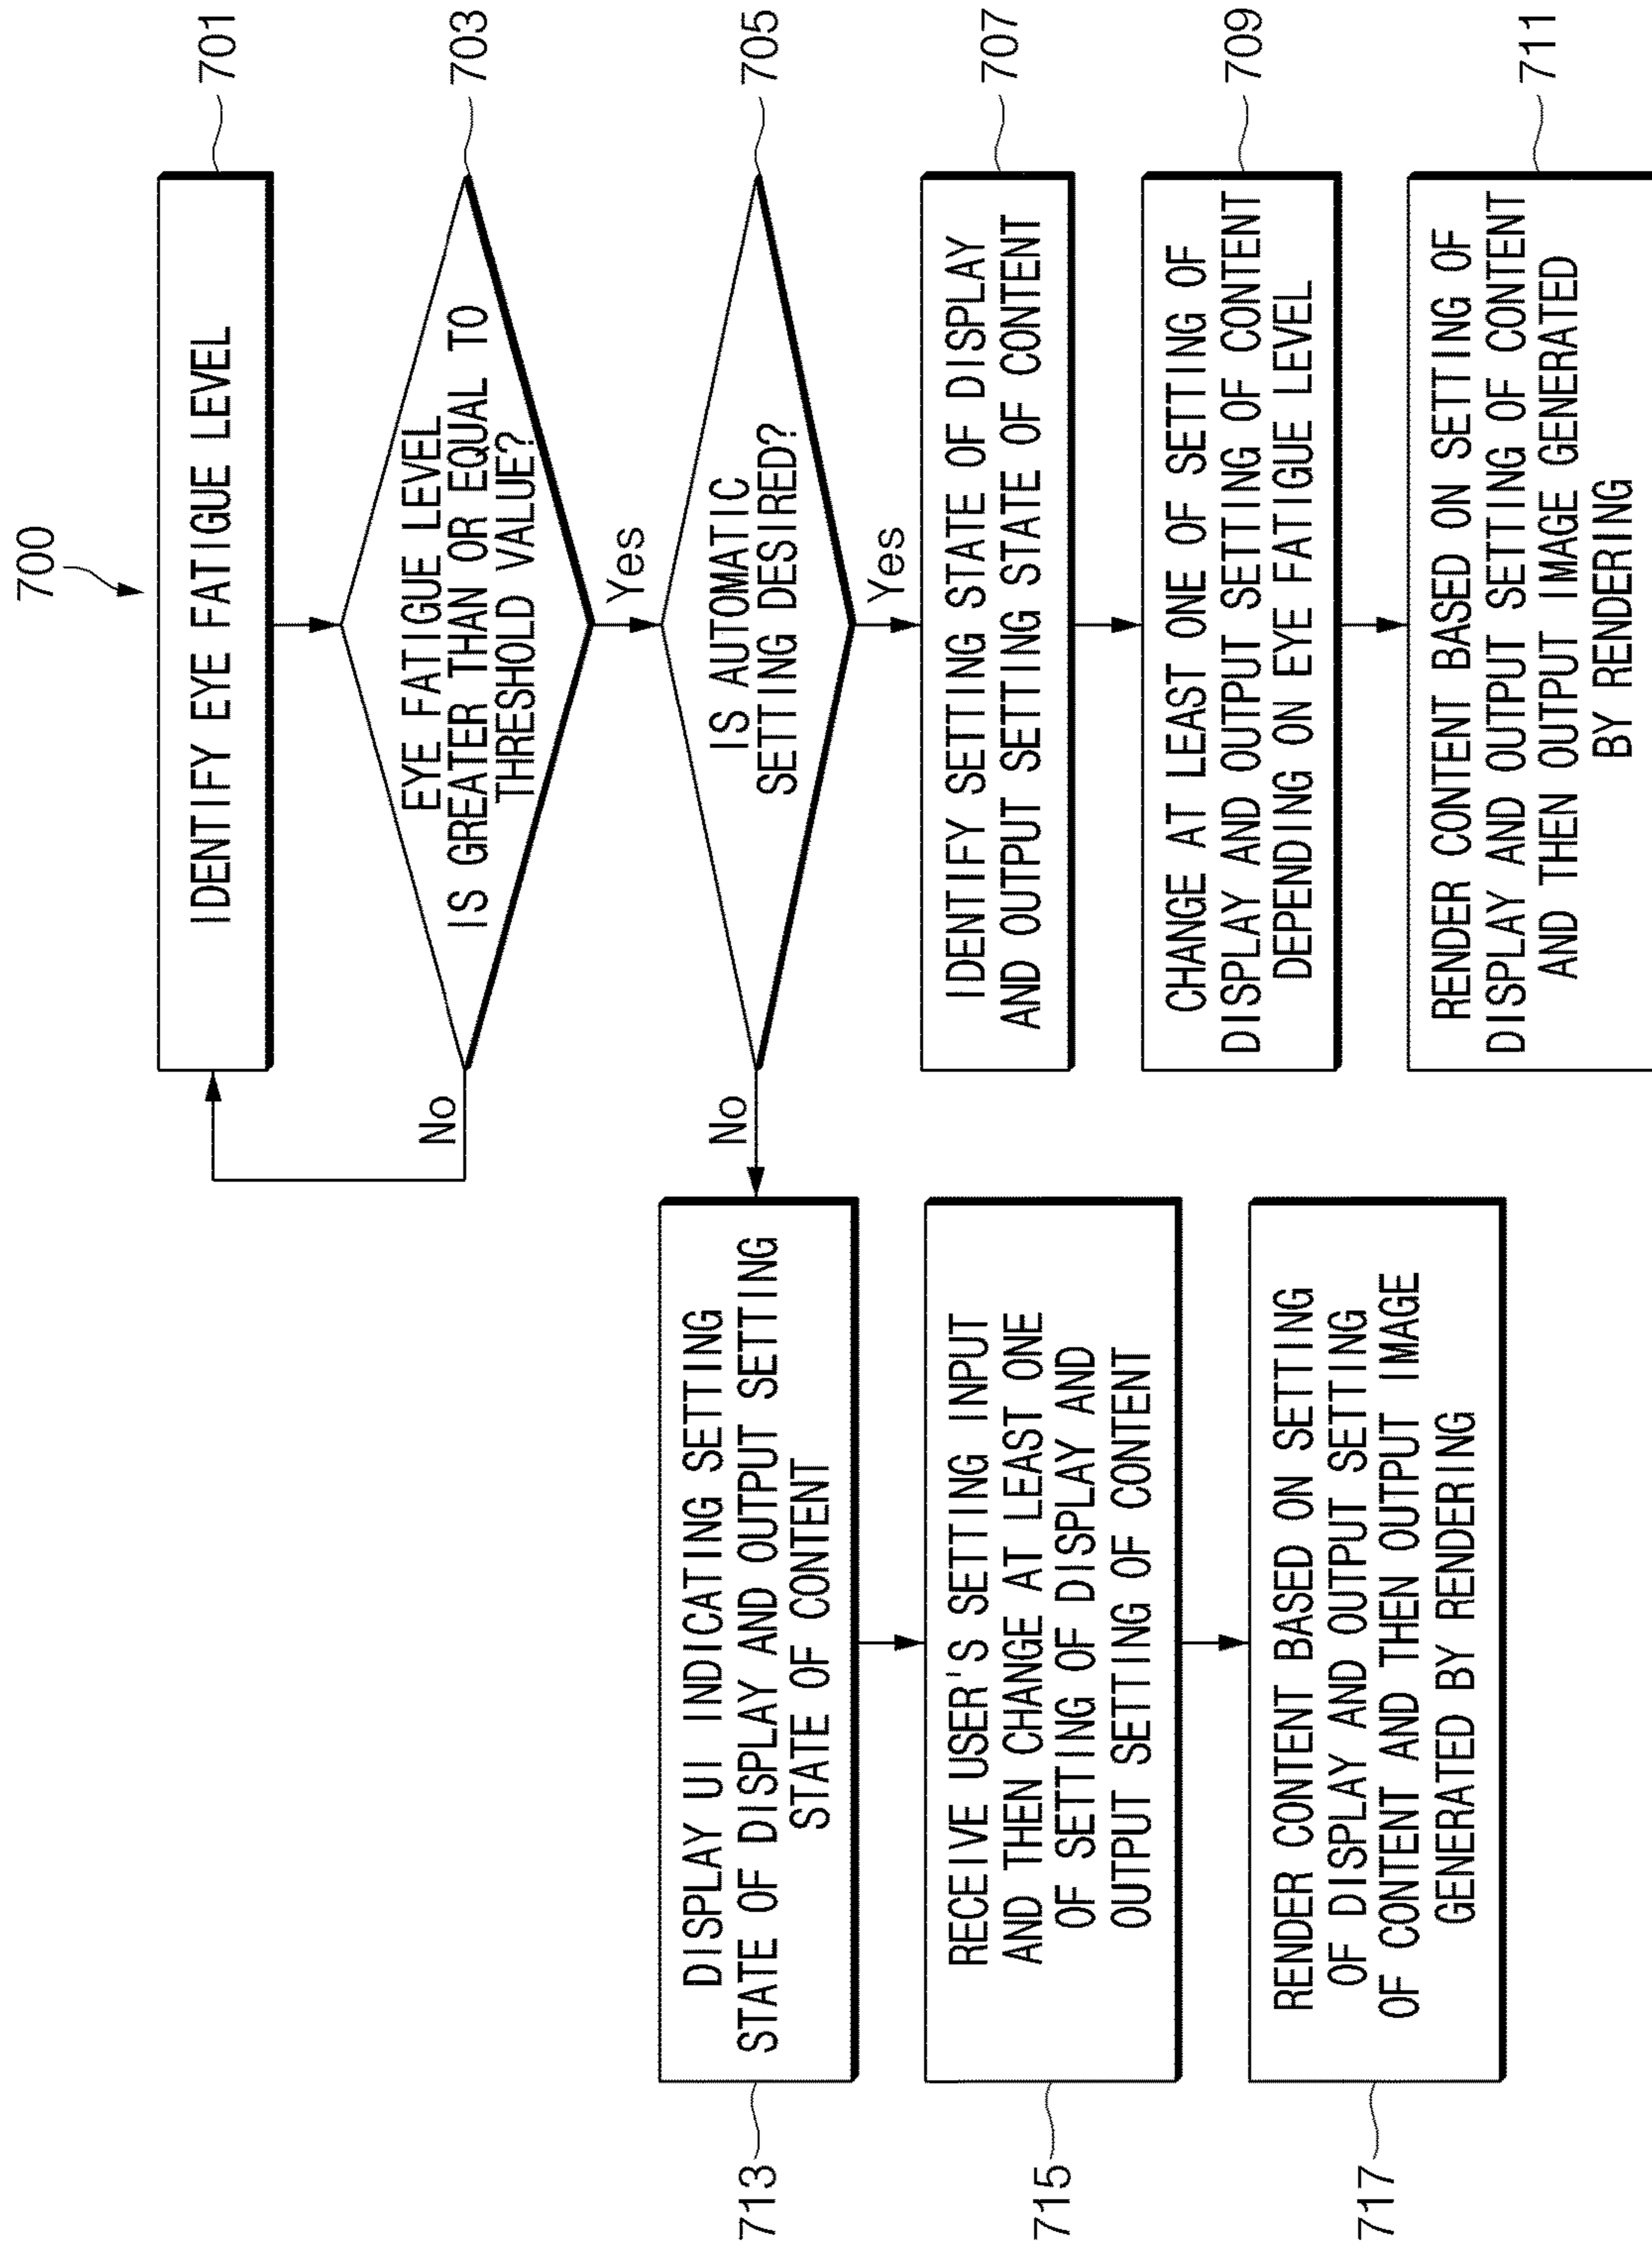 700
IDENTIFY EYE FATIGUE LEVEL
701
EYE FATIGUE LEVEL
IS GREATER THAN OR EQUAL TO
THRESHOLD VALUE?
703
No
Yes
IS AUTOMATIC
SETTING DESIRED?
705
No
Yes
IDENTIFY SETTING STATE OF DISPLAY
AND OUTPUT SETTING STATE OF CONTENT
707
CHANGE AT LEAST ONE OF SETTING OF
DISPLAY AND OUTPUT SETTING OF CONTENT
DEPENDING ON EYE FATIGUE LEVEL
709
RENDER CONTENT BASED ON SETTING OF
DISPLAY AND OUTPUT SETTING OF CONTENT
AND THEN OUTPUT IMAGE GENERATED
BY RENDERING
711
713
DISPLAY UI INDICATING SETTING
STATE OF DISPLAY AND OUTPUT SETTING
STATE OF CONTENT
715
RECEIVE USER'S SETTING INPUT
AND THEN CHANGE AT LEAST ONE
OF SETTING OF DISPLAY AND
OUTPUT SETTING OF CONTENT
717
RENDER CONTENT BASED ON SETTING
OF DISPLAY AND OUTPUT SETTING
OF CONTENT AND THEN OUTPUT IMAGE
GENERATED BY RENDERING